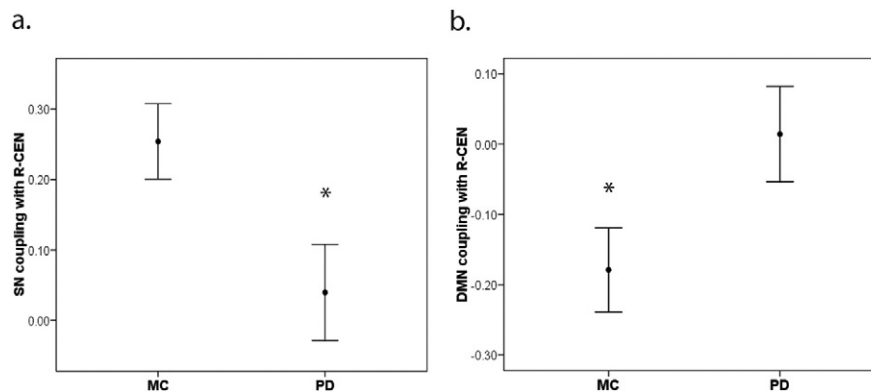 a.
SN coupling with R-CEN
0.30
0.20
0.10
0.00
*
MC
PD
b.
DMN coupling with R-CEN
0.10
0.00
-0.10
-0.20
-0.30
*
MC
PD